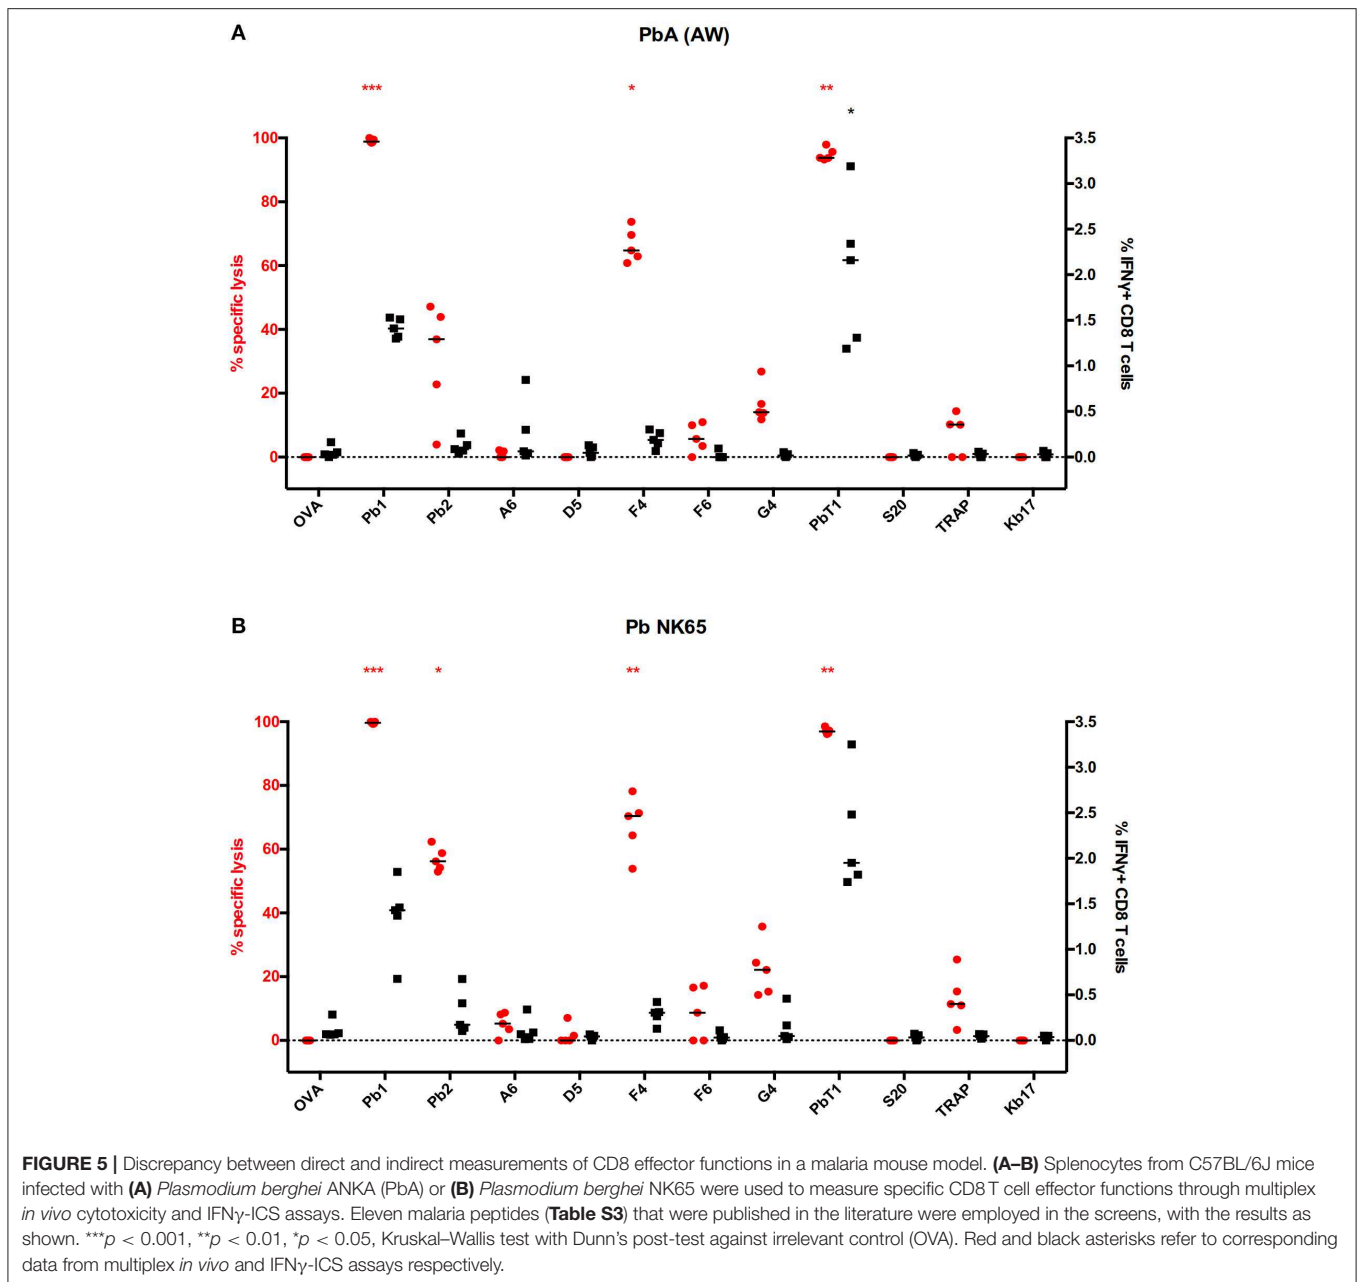 A
PbA (AW)
*** * **
*
100 3.5
3.0
80
2.5
60 2.0
1.5
40
1.0
20
0.5
0 0.0
% specific lysis
% IFNγ+ CD8 T cells
OVA Pb1 Pb2 A6 D5 F4 F6 G4 PbT1 S20 TRAP Kb17
B
Pb NK65
*** * ** **
100 3.5
3.0
80
2.5
60 2.0
1.5
40
1.0
20
0.5
0 0.0
% specific lysis
% IFNγ+ CD8 T cells
OVA Pb1 Pb2 A6 D5 F4 F6 G4 PbT1 S20 TRAP Kb17
FIGURE 5 | Discrepancy between direct and indirect measurements of CD8 effector functions in a malaria mouse model. (A–B) Splenocytes from C57BL/6J mice
infected with (A) Plasmodium berghei ANKA (PbA) or (B) Plasmodium berghei NK65 were used to measure specific CD8 T cell effector functions through multiplex
in vivo cytotoxicity and IFNγ-ICS assays. Eleven malaria peptides (Table S3) that were published in the literature were employed in the screens, with the results as
shown. ***p < 0.001, **p < 0.01, *p < 0.05, Kruskal–Wallis test with Dunn's post-test against irrelevant control (OVA). Red and black asterisks refer to corresponding
data from multiplex in vivo and IFNγ-ICS assays respectively.